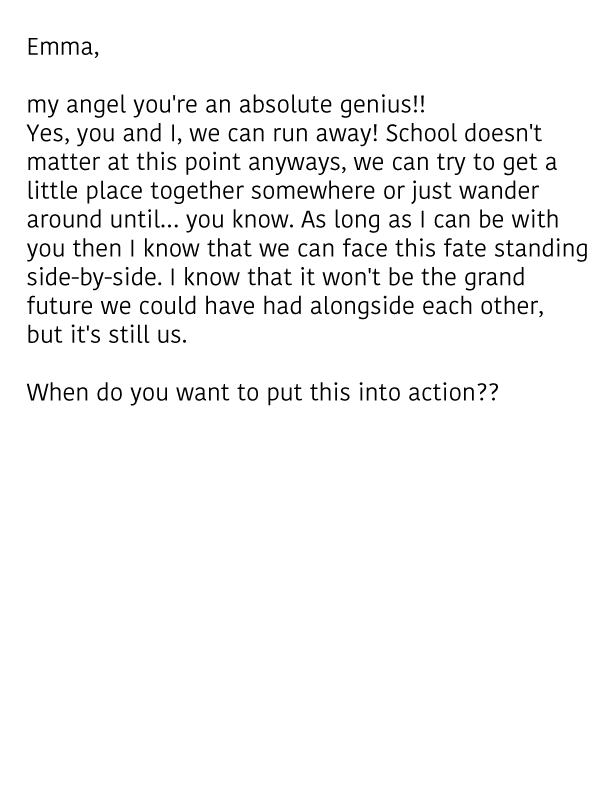 Emma,
my angel you're an absolute genius!!
Yes, you and I, we can run away! School doesn't
matter at this point anyways, we can try to get a
little place together somewhere or just wander
around until... you know. As long as I can be with
you then I know that we can face this fate standing
side-by-side. I know that it won't be the grand
future we could have had alongside each other,
but it's still us.
When do you want to put this into action??